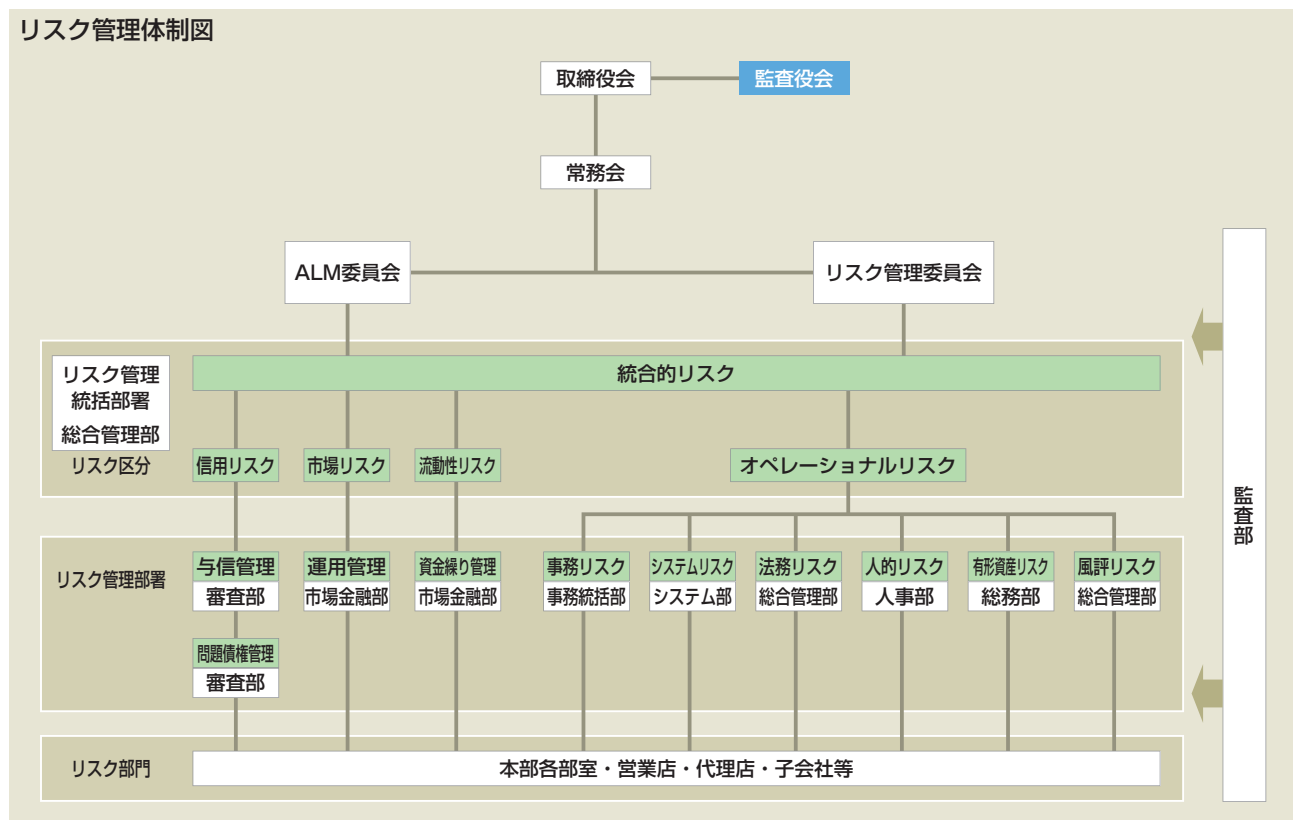 リスク管理体制図
取締役会
監査役会
常務会
ALM委員会
リスク管理委員会
リスク管理
統括部署
総合管理部
統合的リスク
リスク区分
信用リスク
市場リスク
流動性リスク
オペレーショナルリスク
リスク管理部署
与信管理
審査部
運用管理
市場金融部
資金繰り管理
市場金融部
事務リスク
事務統括部
システムリスク
システム部
法務リスク
総合管理部
人的リスク
人事部
有形資産リスク
総務部
風評リスク
総合管理部
問題債権管理
審査部
リスク部門
本部各部室・営業店・代理店・子会社等
監査部